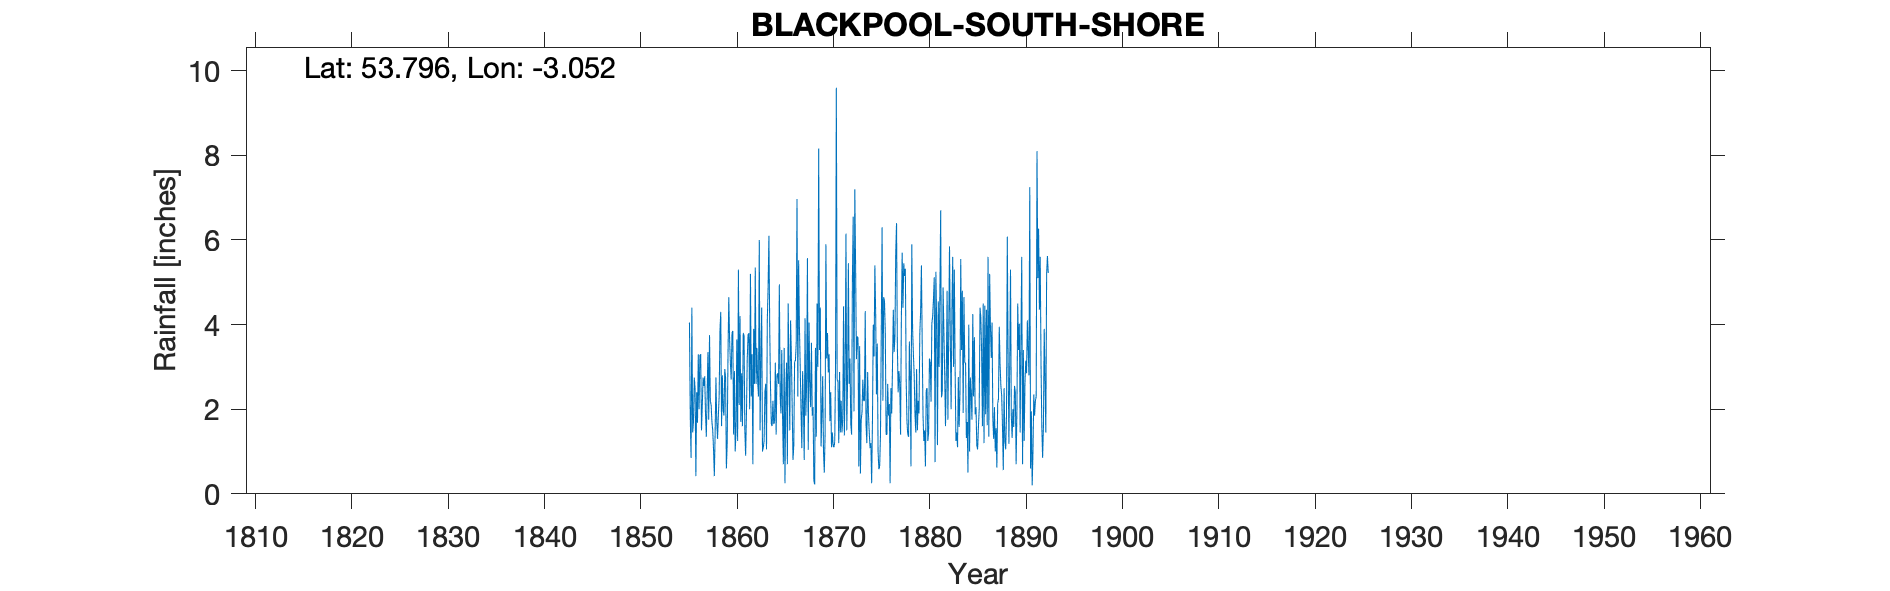 BLACKPOOL-SOUTH-SHORE
Lat: 53.796, Lon: -3.052
10
8
6
4
2
0
Rainfall [inches]
1810 1820 1830 1840 1850 1860 1870 1880 1890 1900 1910 1920 1930 1940 1950 1960
Year